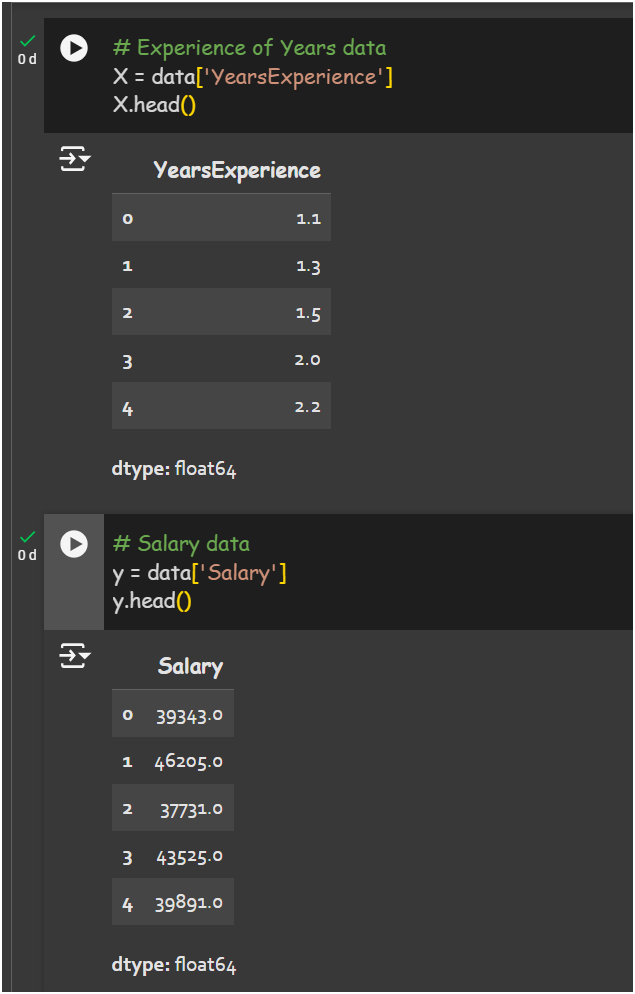 0 d
# Experience of Years data
X = data['YearsExperience']
X.head()
YearsExperience
0 1.1
1 1.3
2 1.5
3 2.0
4 2.2
dtype: float64
0 d
# Salary data
y = data['Salary']
y.head()
Salary
0 39343.0
1 46205.0
2 37731.0
3 43525.0
4 39891.0
dtype: float64